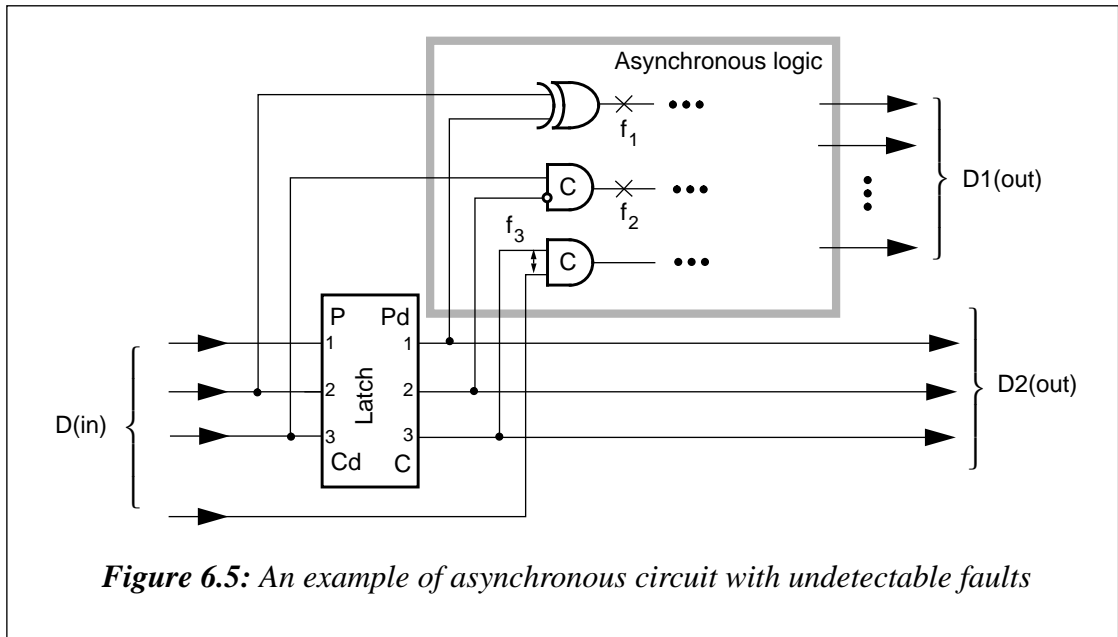 Asynchronous logic
f1
D1(out)
C
f2
f3
C
P Pd
1 1
2 2
3 3
Latch
Cd C
D(in)
D2(out)
Figure 6.5: An example of asynchronous circuit with undetectable faults